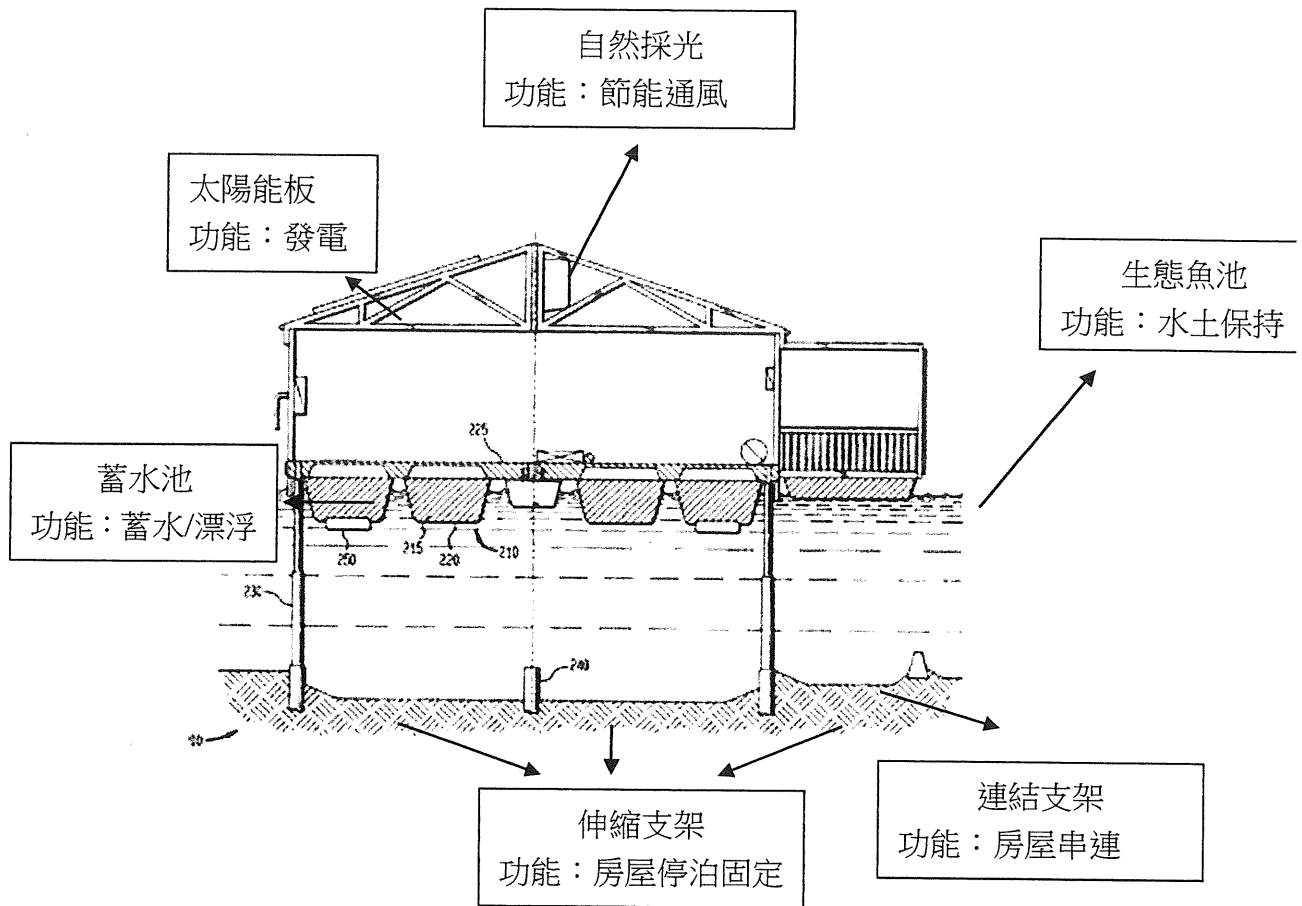 自然採光
功能：節能通風
太陽能板
功能：發電
生態魚池
功能：水土保持
225
蓄水池
功能：蓄水/漂浮
250
215
220
210
230
240
伸縮支架
功能：房屋停泊固定
連結支架
功能：房屋串連